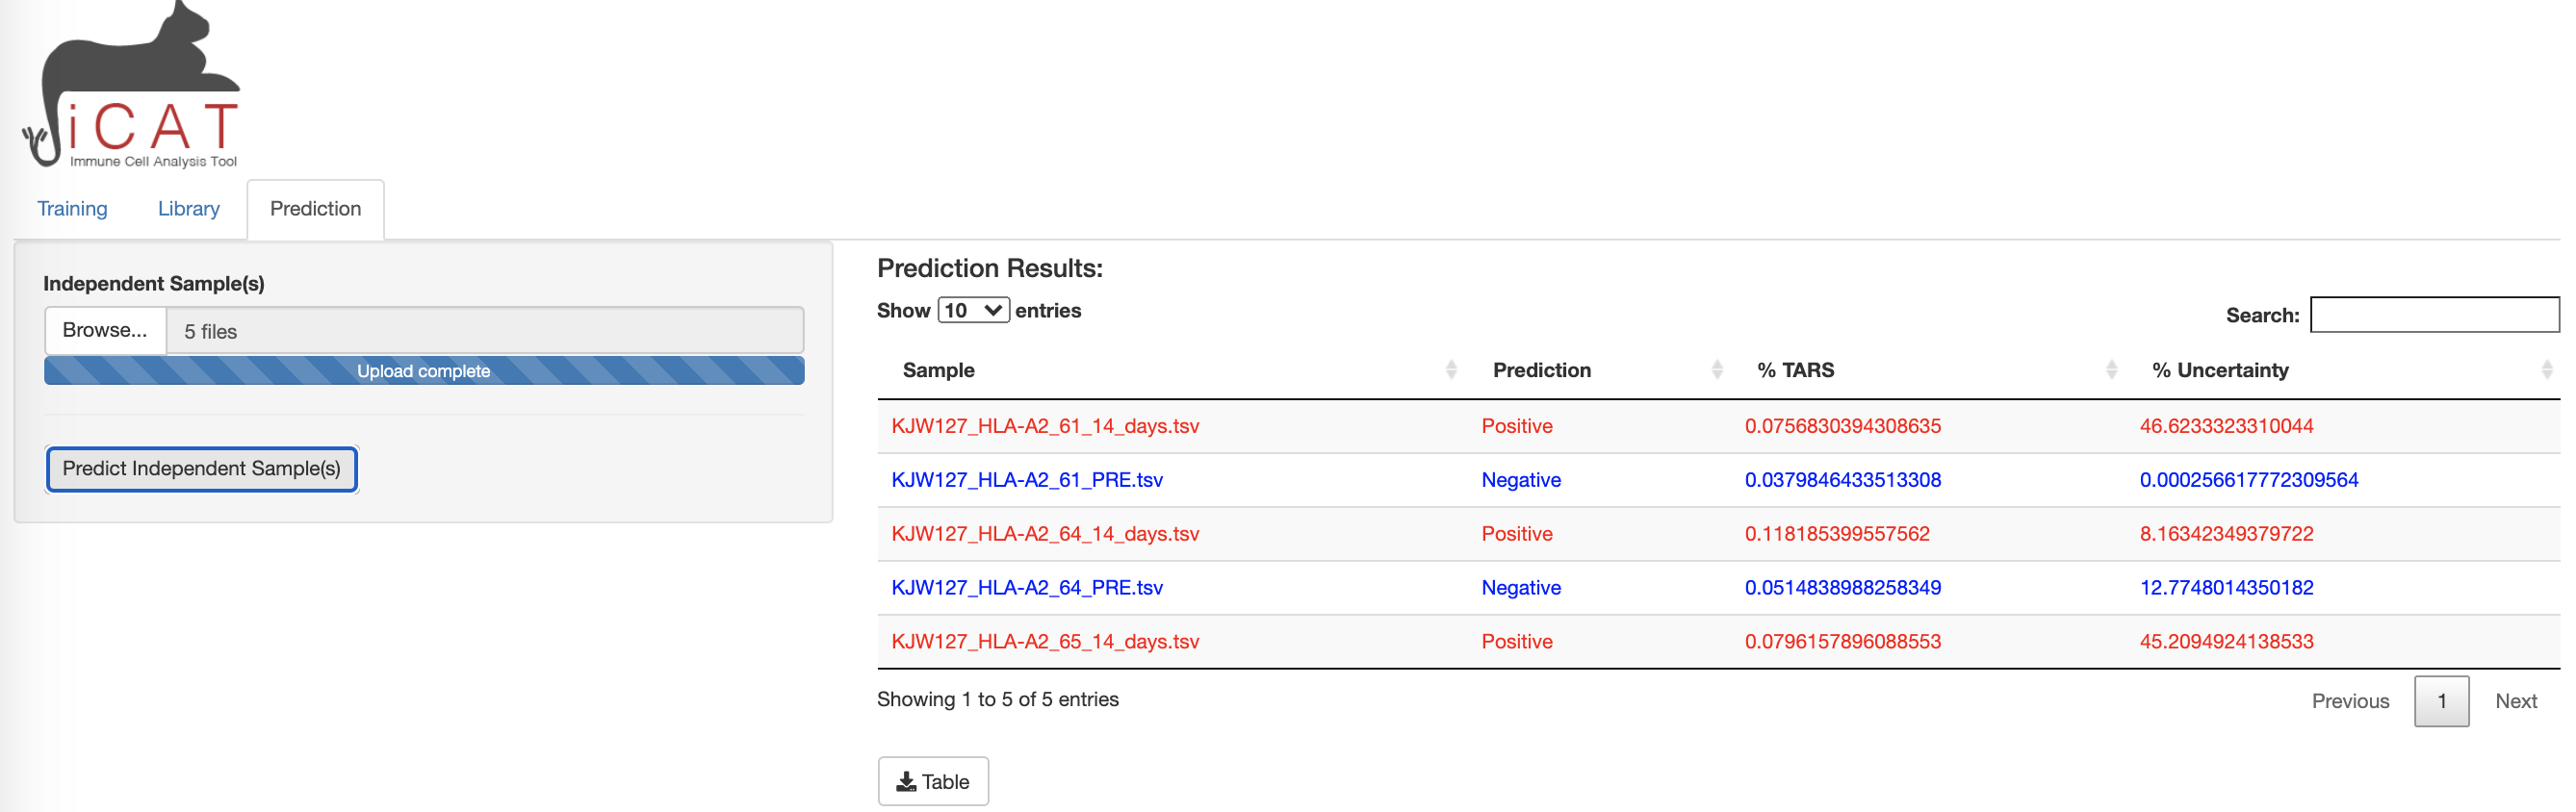 iCAT
Immune Cell Analysis Tool
Training Library Prediction
Independent Sample(s)
Browse... 5 files
Upload complete
Predict Independent Sample(s)
Prediction Results:
Show 10 entries
Search:
Sample Prediction % TARS % Uncertainty
KJW127_HLA-A2_61_14_days.tsv Positive 0.0756830394308635 46.6233323310044
KJW127_HLA-A2_61_PRE.tsv Negative 0.0379846433513308 0.000256617772309564
KJW127_HLA-A2_64_14_days.tsv Positive 0.118185399557562 8.16342349379722
KJW127_HLA-A2_64_PRE.tsv Negative 0.0514838988258349 12.7748014350182
KJW127_HLA-A2_65_14_days.tsv Positive 0.0796157896088553 45.2094924138533
Showing 1 to 5 of 5 entries
Previous 1 Next
Table